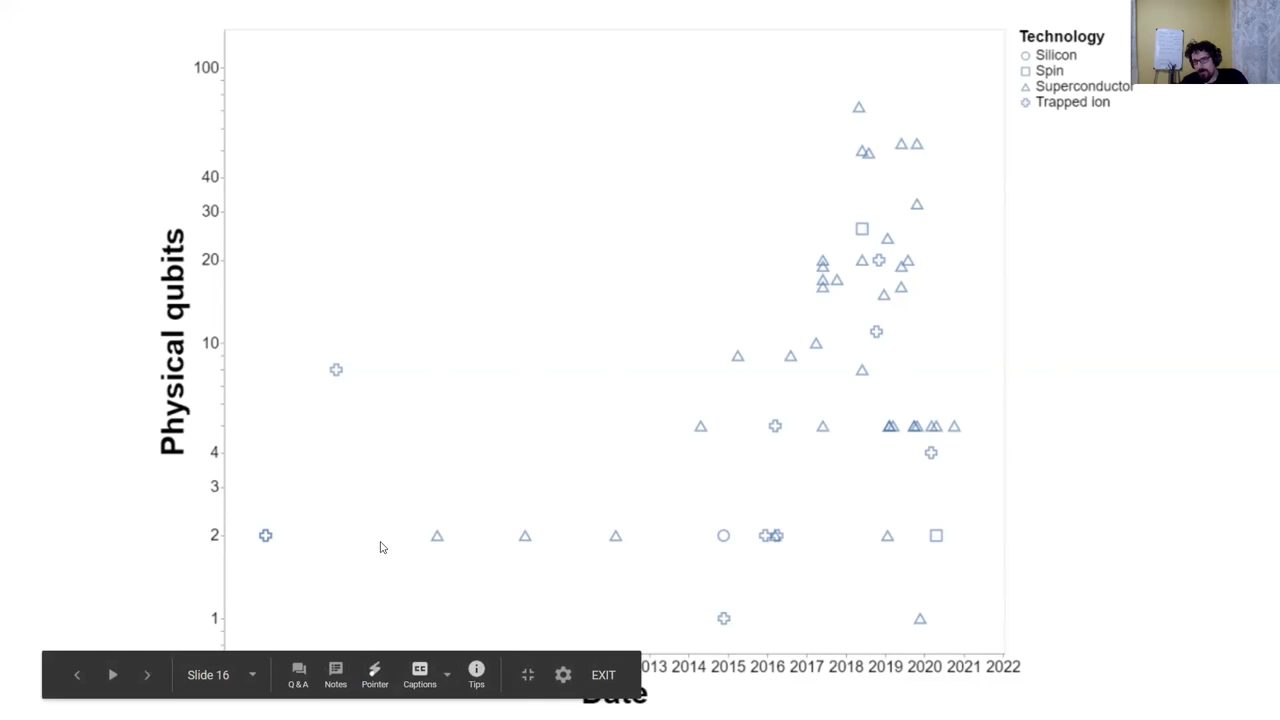 Technology
Silicon
Spin
Superconductor
Trapped ion
Physical qubits
100
40
30
20
10
4
3
2
1
2014 2015 2016 2017 2018 2019 2020 2021 2022
Date
Slide 16
Q & A
Notes
Pointer
Captions
Tips
EXIT